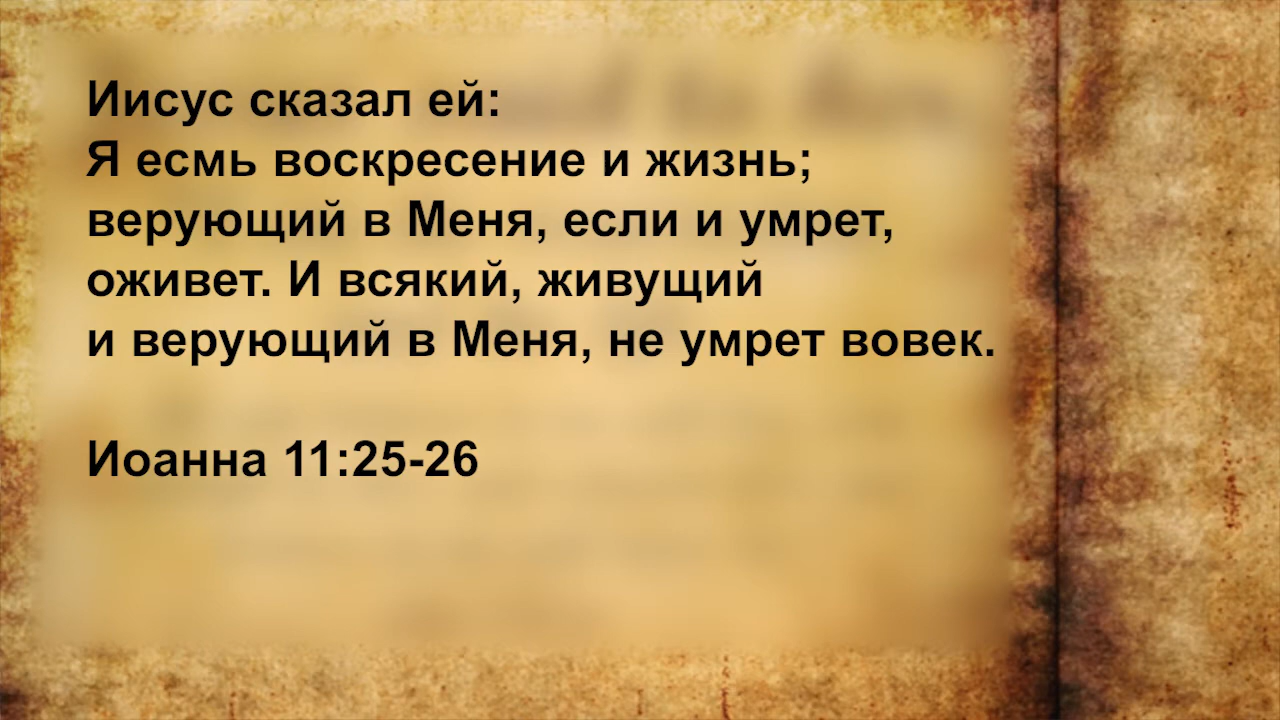 Иисус сказал ей:
Я есмь воскресение и жизнь;
верующий в Меня, если и умрет,
оживет. И всякий, живущий
и верующий в Меня, не умрет вовек.
Иоанна 11:25-26